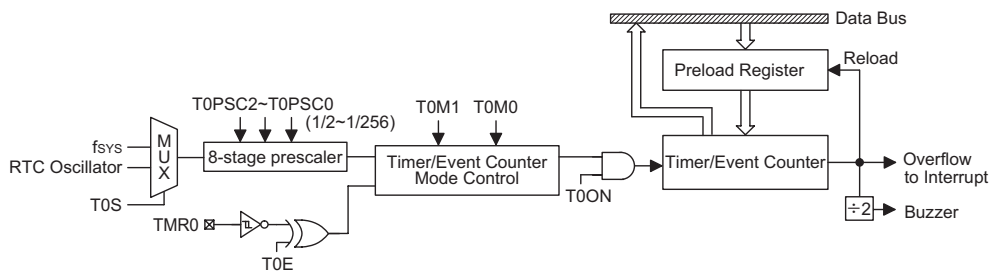 Data Bus
Preload Register
Reload
T0PSC2~T0PSC0
(1/2~1/256)
T0M1
T0M0
fSYS
RTC Oscillator
MUX
8-stage prescaler
Timer/Event Counter
Mode Control
Timer/Event Counter
Overflow
to Interrupt
T0S
T0ON
÷2
Buzzer
TMR0
T0E